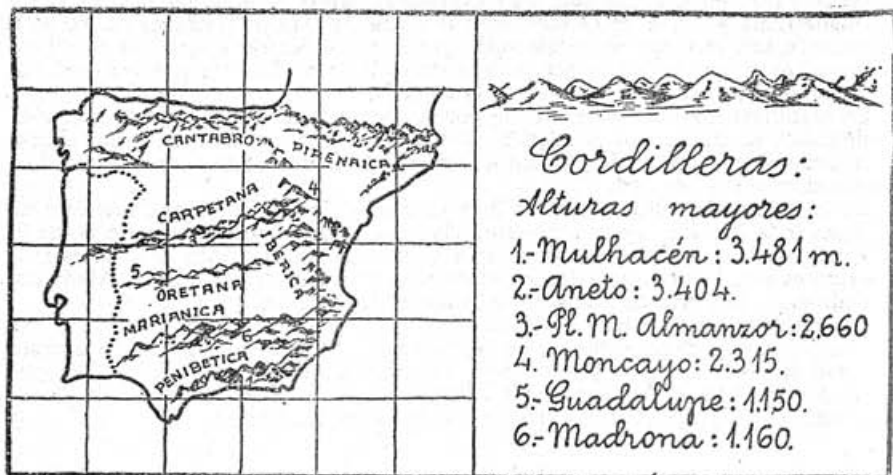 CANTABRO
PIRENAICA
4
CARPETANA
IBERICA
5
ORETANA
MARIANICA
6
PENIBETICA
Cordilleras:
Alturas mayores:
1.-Mulhacén: 3.481 m.
2.-Aneto: 3.404.
3.-Pl. M. Almanzor: 2.660
4. Moncayo: 2.315.
5.-Guadalupe: 1.150.
6.-Madrona: 1.160.